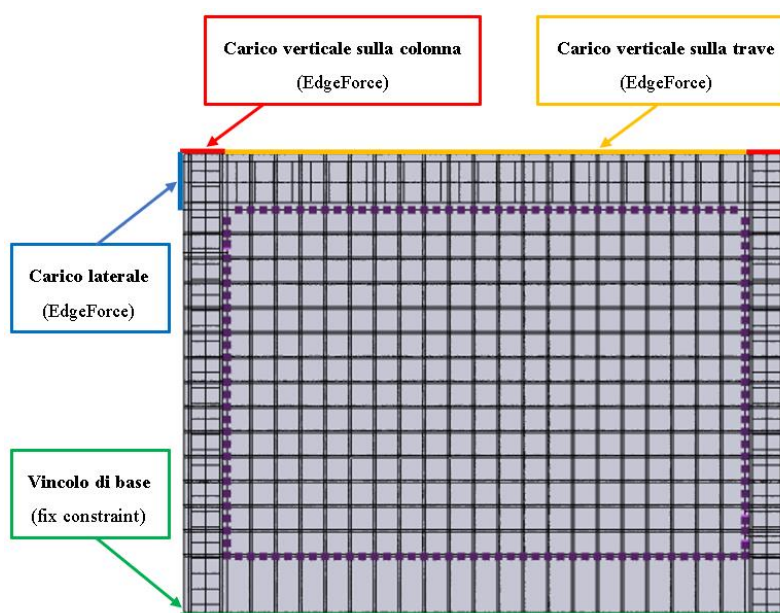 Carico verticale sulla colonna
(EdgeForce)
Carico verticale sulla trave
(EdgeForce)
Carico laterale
(EdgeForce)
Vincolo di base
(fix constraint)